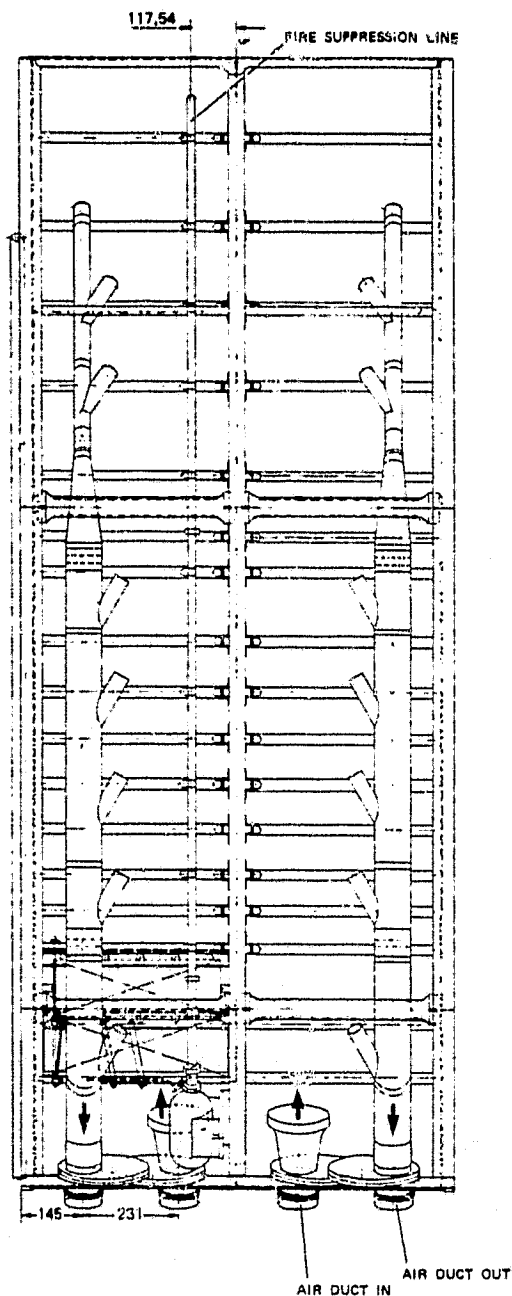 117,54
FIRE SUPPRESSION LINE
145
231
AIR DUCT OUT
AIR DUCT IN